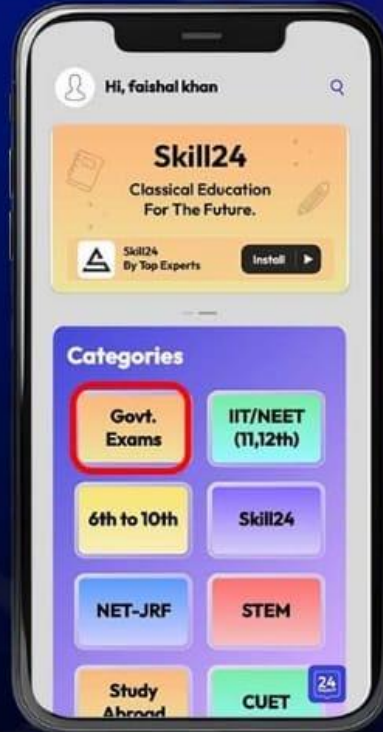 Hi, faishal khan
Skill24
Classical Education
For The Future.
Skill24
By Top Experts
Install
Categories
Govt.
Exams
IIT/NEET
(11,12th)
6th to 10th
Skill24
NET-JRF
STEM
Study
Abroad
CUET
24